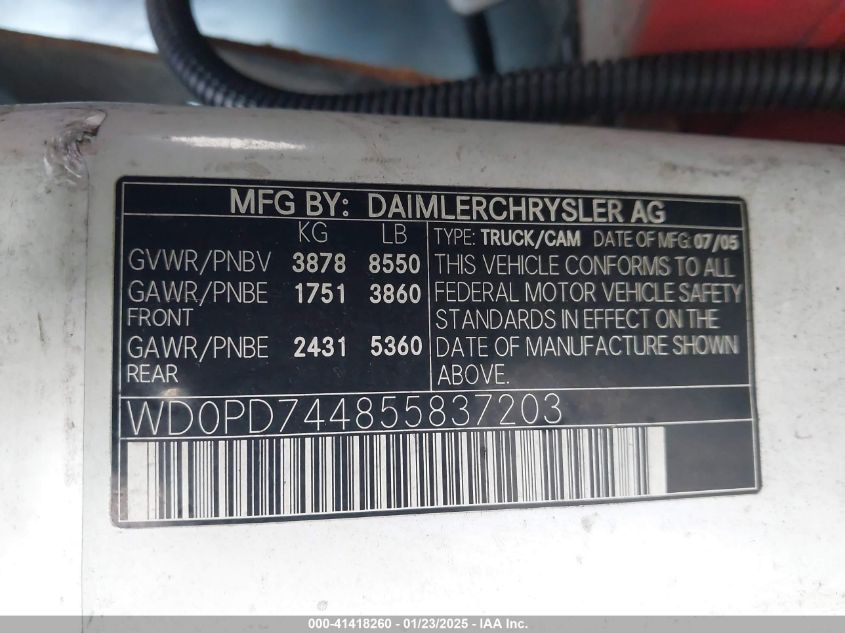 MFG BY: DAIMLERCHRYSLER AG
KG LB
GVWR/PNBV 3878 8550
GAWR/PNBE 1751 3860
FRONT
GAWR/PNBE 2431 5360
REAR
TYPE: TRUCK/CAM DATE OF MFG: 07/05
THIS VEHICLE CONFORMS TO ALL
FEDERAL MOTOR VEHICLE SAFETY
STANDARDS IN EFFECT ON THE
DATE OF MANUFACTURE SHOWN
ABOVE.
WD0PD744855837203
000-41418260 - 01/23/2025 - IAA Inc.